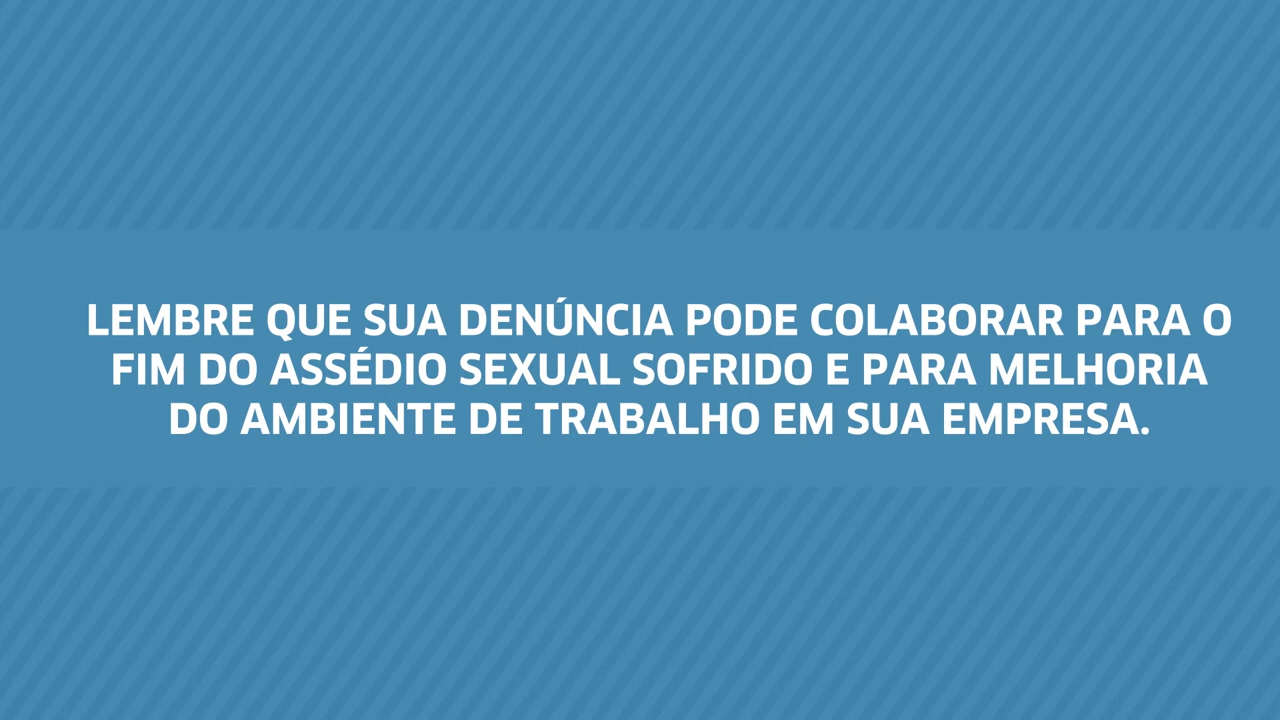 LEMBRE QUE SUA DENÚNCIA PODE COLABORAR PARA O
FIM DO ASSÉDIO SEXUAL SOFRIDO E PARA MELHORIA
DO AMBIENTE DE TRABALHO EM SUA EMPRESA.